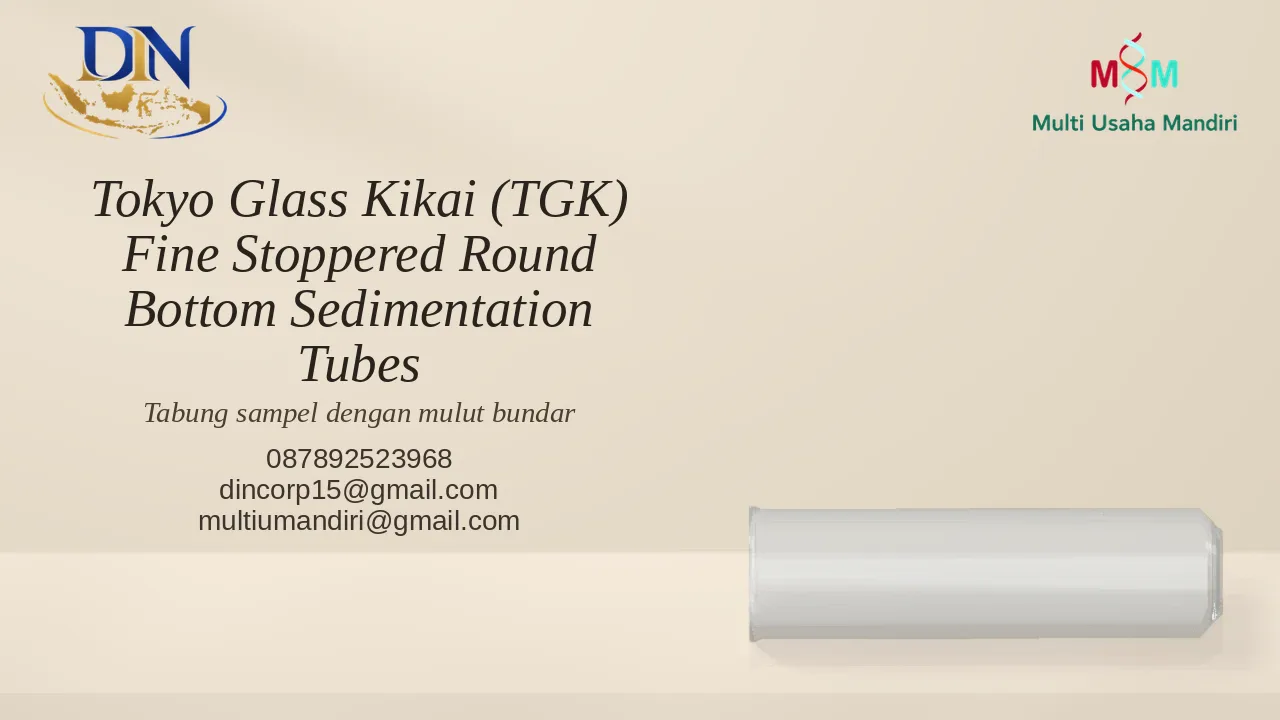 DIN
M M
Multi Usaha Mandiri
Tokyo Glass Kikai (TGK)
Fine Stoppered Round
Bottom Sedimentation
Tubes
Tabung sampel dengan mulut bundar
087892523968
dincorp15@gmail.com
multiumandiri@gmail.com